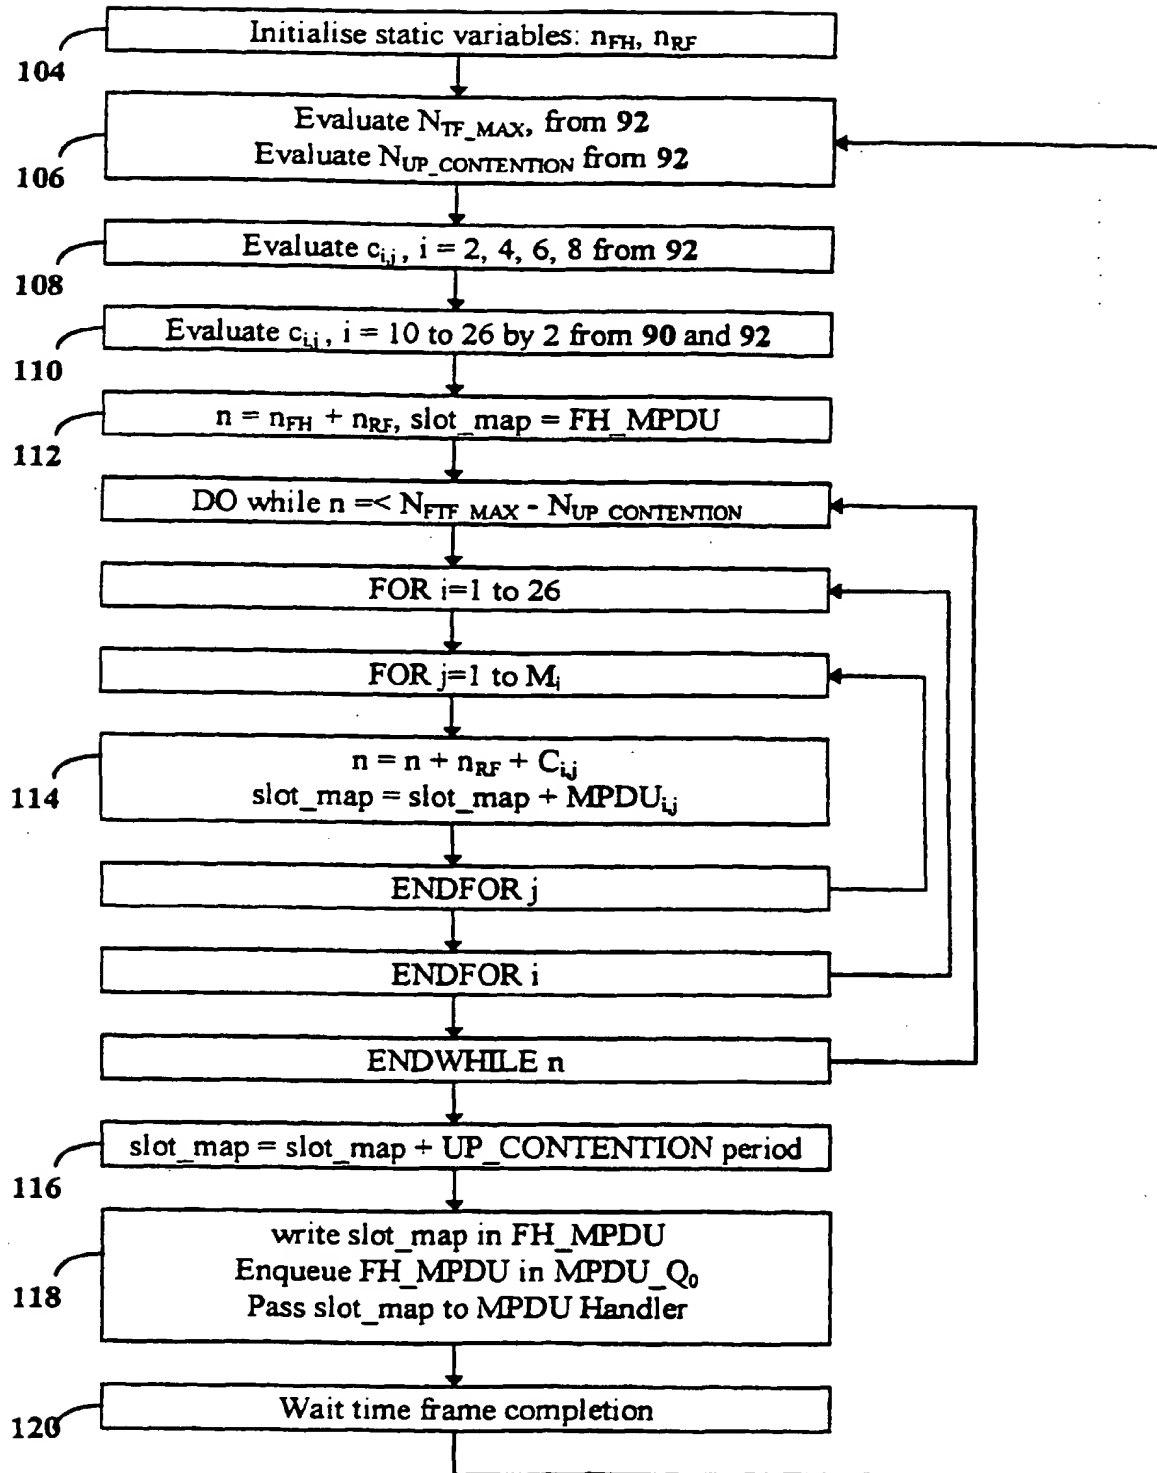 Initialise static variables: n_FH, n_RF
104
Evaluate N_TF_MAX, from 92
Evaluate N_UP_CONTENTION from 92
106
Evaluate c_i,j, i = 2, 4, 6, 8 from 92
108
Evaluate c_i,j, i = 10 to 26 by 2 from 90 and 92
110
n = n_FH + n_RF, slot_map = FH_MPDU
112
DO while n =< N_FTF_MAX - N_UP_CONTENTION
FOR i=1 to 26
FOR j=1 to M_i
n = n + n_RF + C_i,j
slot_map = slot_map + MPDU_i,j
114
ENDFOR j
ENDFOR i
ENDWHILE n
slot_map = slot_map + UP_CONTENTION period
116
write slot_map in FH_MPDU
Enqueue FH_MPDU in MPDU_Q_0
Pass slot_map to MPDU Handler
118
Wait time frame completion
120